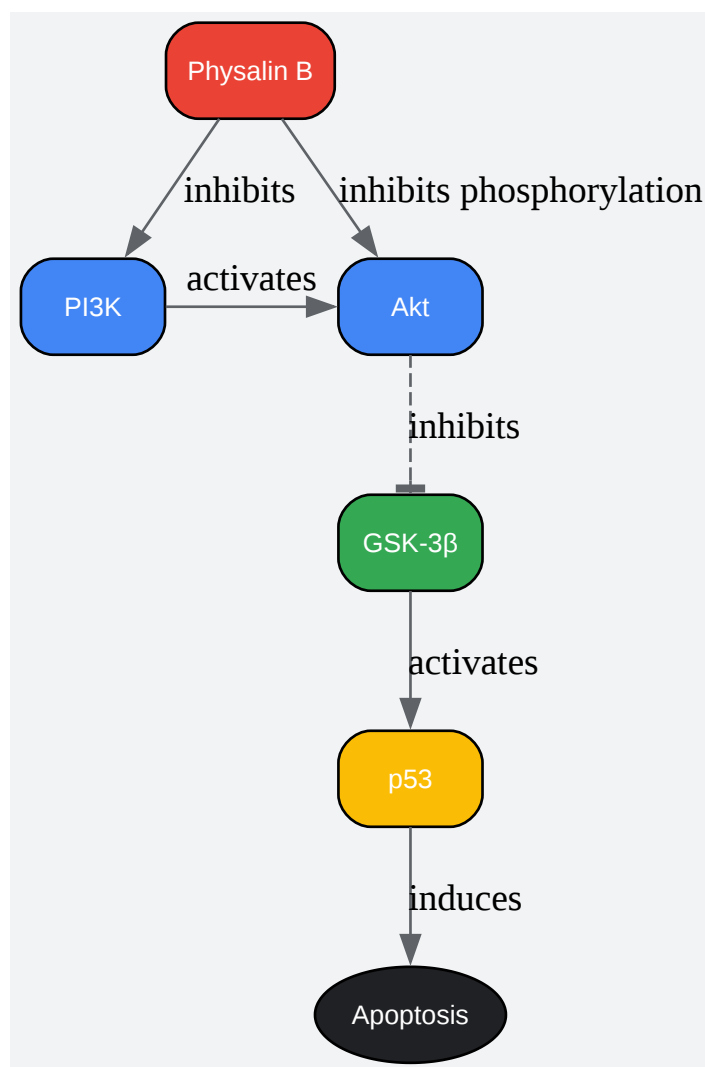 Physalin B
inhibits
inhibits phosphorylation
activates
PI3K
Akt
inhibits
GSK-3β
activates
p53
induces
Apoptosis